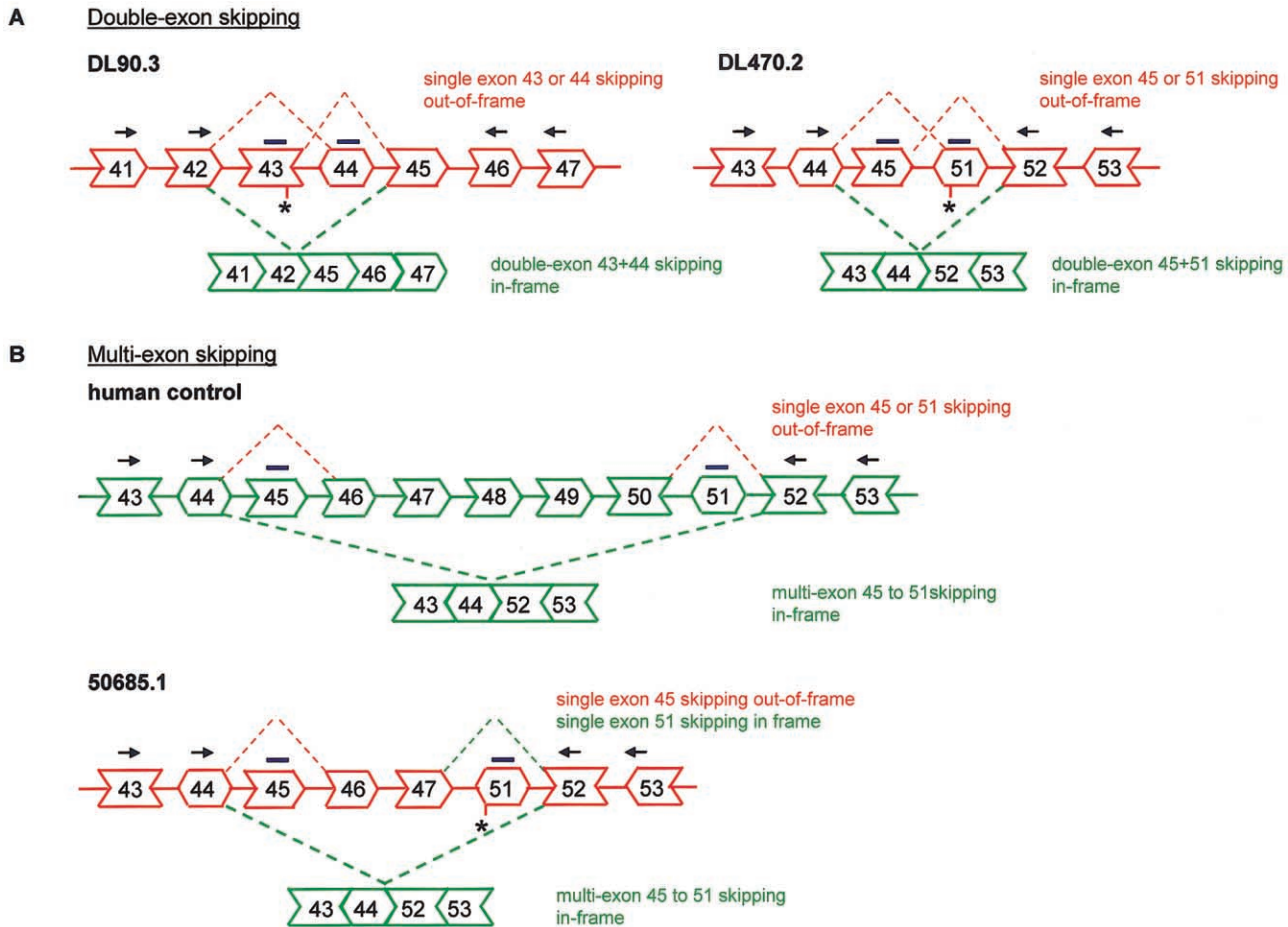 A Double-exon skipping
DL90.3
single exon 43 or 44 skipping
out-of-frame
41 42 43 44 45 46 47
*
41 42 45 46 47
double-exon 43+44 skipping
in-frame
DL470.2
single exon 45 or 51 skipping
out-of-frame
43 44 45 51 52 53
*
43 44 52 53
double-exon 45+51 skipping
in-frame
B Multi-exon skipping
human control
single exon 45 or 51 skipping
out-of-frame
43 44 45 46 47 48 49 50 51 52 53
43 44 52 53
multi-exon 45 to 51skipping
in-frame
50685.1
single exon 45 skipping out-of-frame
single exon 51 skipping in frame
43 44 45 46 47 51 52 53
*
43 44 52 53
multi-exon 45 to 51 skipping
in-frame